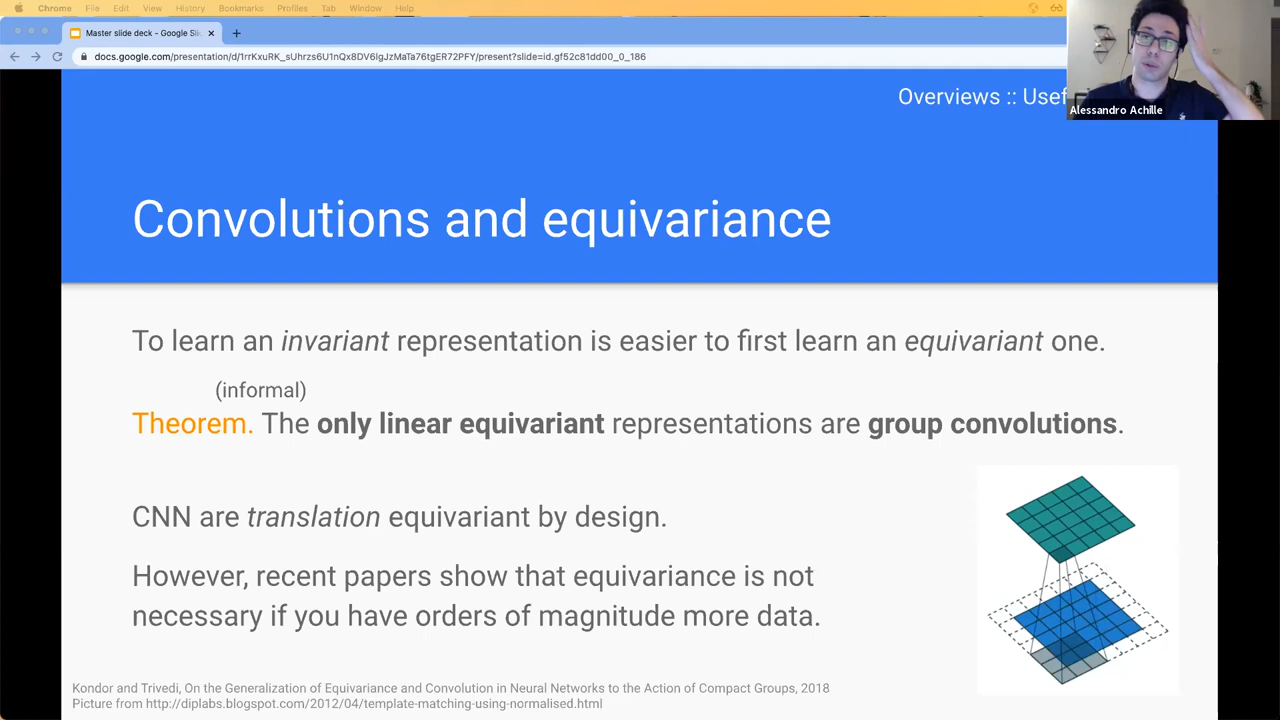 Chrome File Edit View History Bookmarks Profiles Tab Window Help
Master slide deck - Google Sli
docs.google.com/presentation/d/1rrKxuRK_sUhrzs6U1nQx8DV6lgJzMaTa76tgER72PFY/present?slide=id.gf52c81dd00_0_186
Overviews :: Usef
Alessandro Achille
Convolutions and equivariance
To learn an invariant representation is easier to first learn an equivariant one.
(informal)
Theorem. The only linear equivariant representations are group convolutions.
CNN are translation equivariant by design.
However, recent papers show that equivariance is not
necessary if you have orders of magnitude more data.
Kondor and Trivedi, On the Generalization of Equivariance and Convolution in Neural Networks to the Action of Compact Groups, 2018
Picture from http://diplabs.blogspot.com/2012/04/template-matching-using-normalised.html